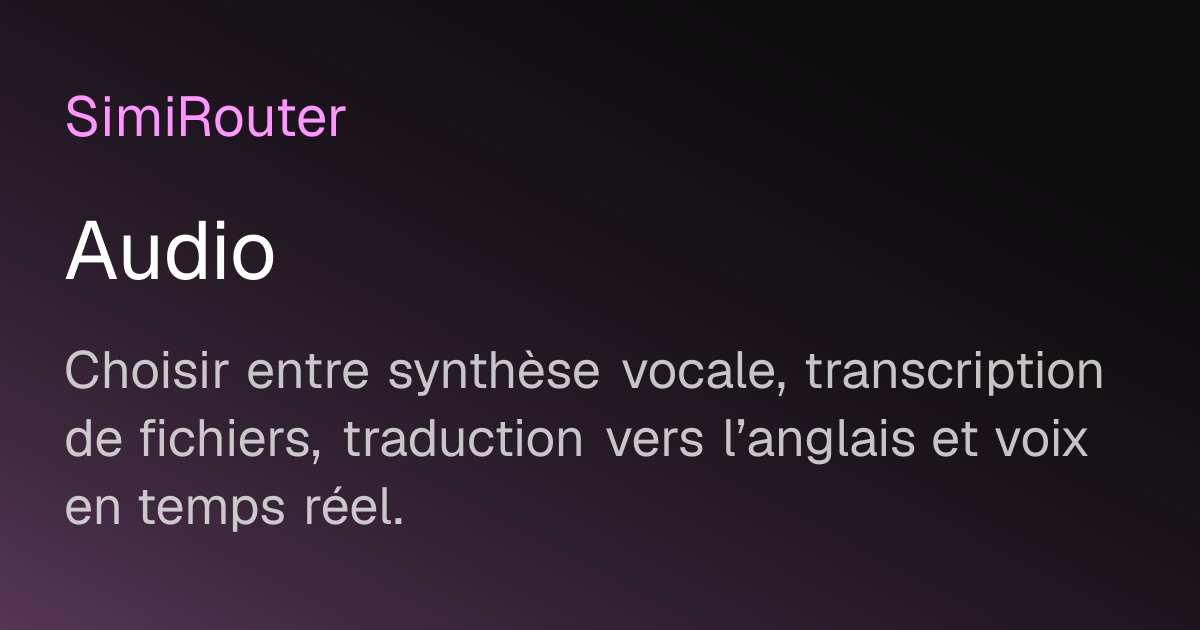 SimiRouter
Audio
Choisir entre synthèse vocale, transcription
de fichiers, traduction vers l’anglais et voix
en temps réel.